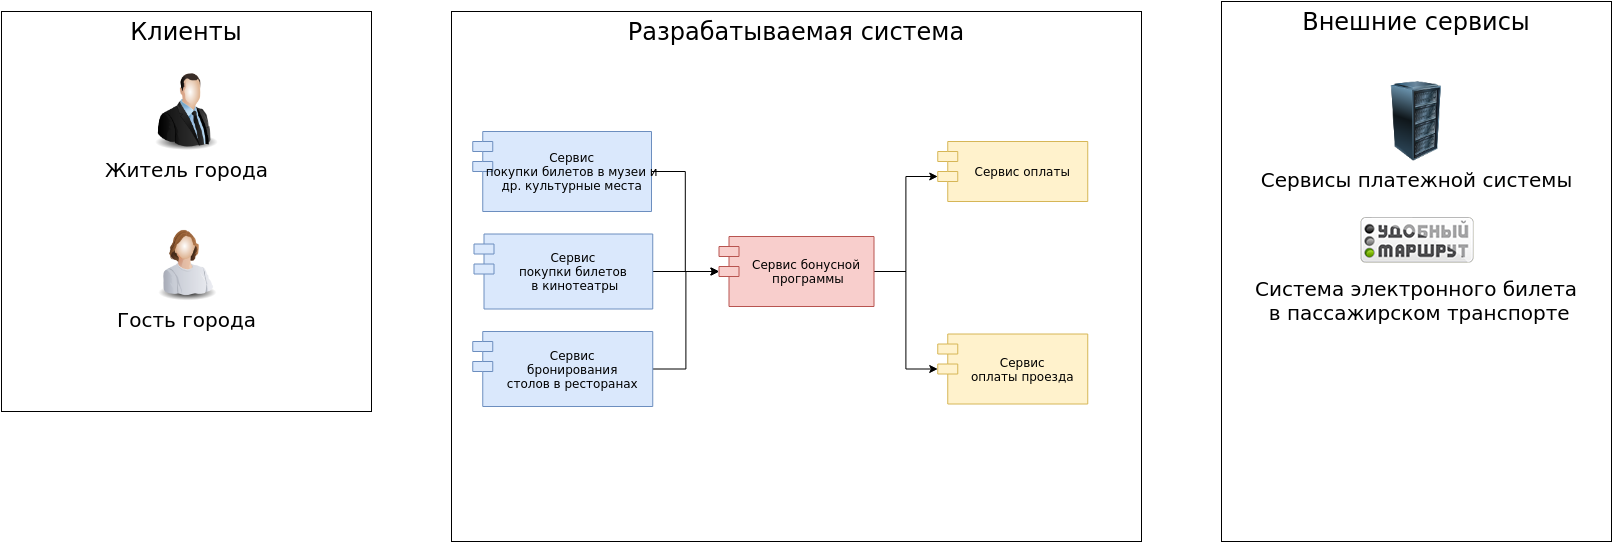 Клиенты
Житель города
Гость города
Разрабатываемая система
Сервис
покупки билетов в музеи и
др. культурные места
Сервис
покупки билетов
в кинотеатры
Сервис
бронирования
столов в ресторанах
Сервис бонусной
программы
Сервис оплаты
Сервис
оплаты проезда
Внешние сервисы
Сервисы платежной системы
УДОБНЫЙ
МАРШРУТ
Система электронного билета
в пассажирском транспорте